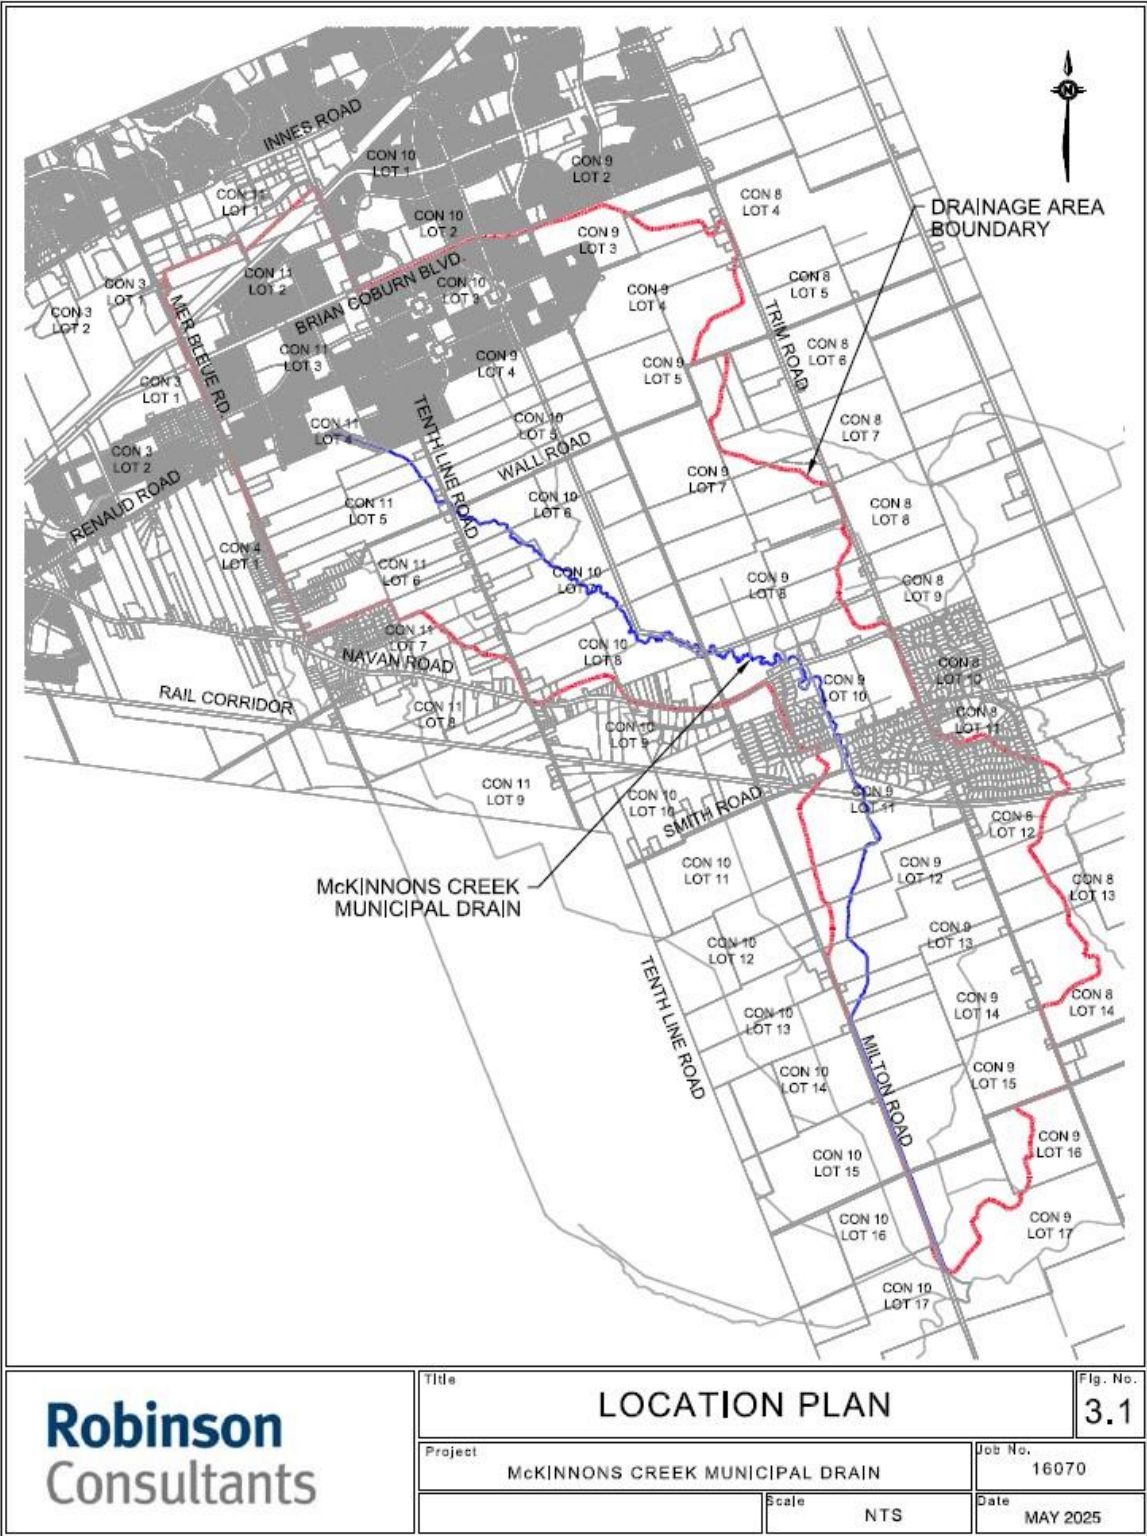 N
INNES ROAD
CON 10
LOT 1
CON 9
LOT 2
CON 11
LOT 1
CON 8
LOT 4
DRAINAGE AREA
BOUNDARY
CON 10
LOT 2
CON 9
LOT 3
CON 3
LOT 1
CON 11
LOT 2
CON 10
LOT 3
CON 8
LOT 5
CON 9
LOT 4
CON 3
LOT 2
MER BLEUE RD.
BRIAN COBURN BLVD.
TRIM ROAD
CON 8
LOT 6
CON 11
LOT 3
CON 9
LOT 4
CON 9
LOT 5
CON 3
LOT 1
CON 11
LOT 4
TENTH LINE ROAD
CON 10
LOT 5
CON 8
LOT 7
CON 3
LOT 2
WALL ROAD
CON 9
LOT 7
RENAUD ROAD
CON 11
LOT 5
CON 10
LOT 6
CON 8
LOT 8
CON 4
LOT 1
CON 11
LOT 6
CON 10
LOT 7
CON 9
LOT 8
CON 8
LOT 9
CON 11
LOT 7
NAVAN ROAD
CON 10
LOT 8
CON 8
LOT 10
CON 9
LOT 10
RAIL CORRIDOR
CON 11
LOT 8
CON 10
LOT 9
CON 8
LOT 11
CON 11
LOT 9
CON 10
LOT 10
SMITH ROAD
CON 9
LOT 11
CON 8
LOT 12
CON 10
LOT 11
CON 9
LOT 12
CON 8
LOT 13
McKINNONS CREEK
MUNICIPAL DRAIN
CON 10
LOT 12
CON 9
LOT 13
TENTH LINE ROAD
CON 10
LOT 13
CON 9
LOT 14
CON 8
LOT 14
MILTON ROAD
CON 10
LOT 14
CON 9
LOT 15
CON 10
LOT 15
CON 9
LOT 16
CON 10
LOT 16
CON 9
LOT 17
CON 10
LOT 17
Robinson
Consultants
Title
LOCATION PLAN
Fig. No.
3.1
Project
McKINNONS CREEK MUNICIPAL DRAIN
Job No.
16070
Scale
NTS
Date
MAY 2025